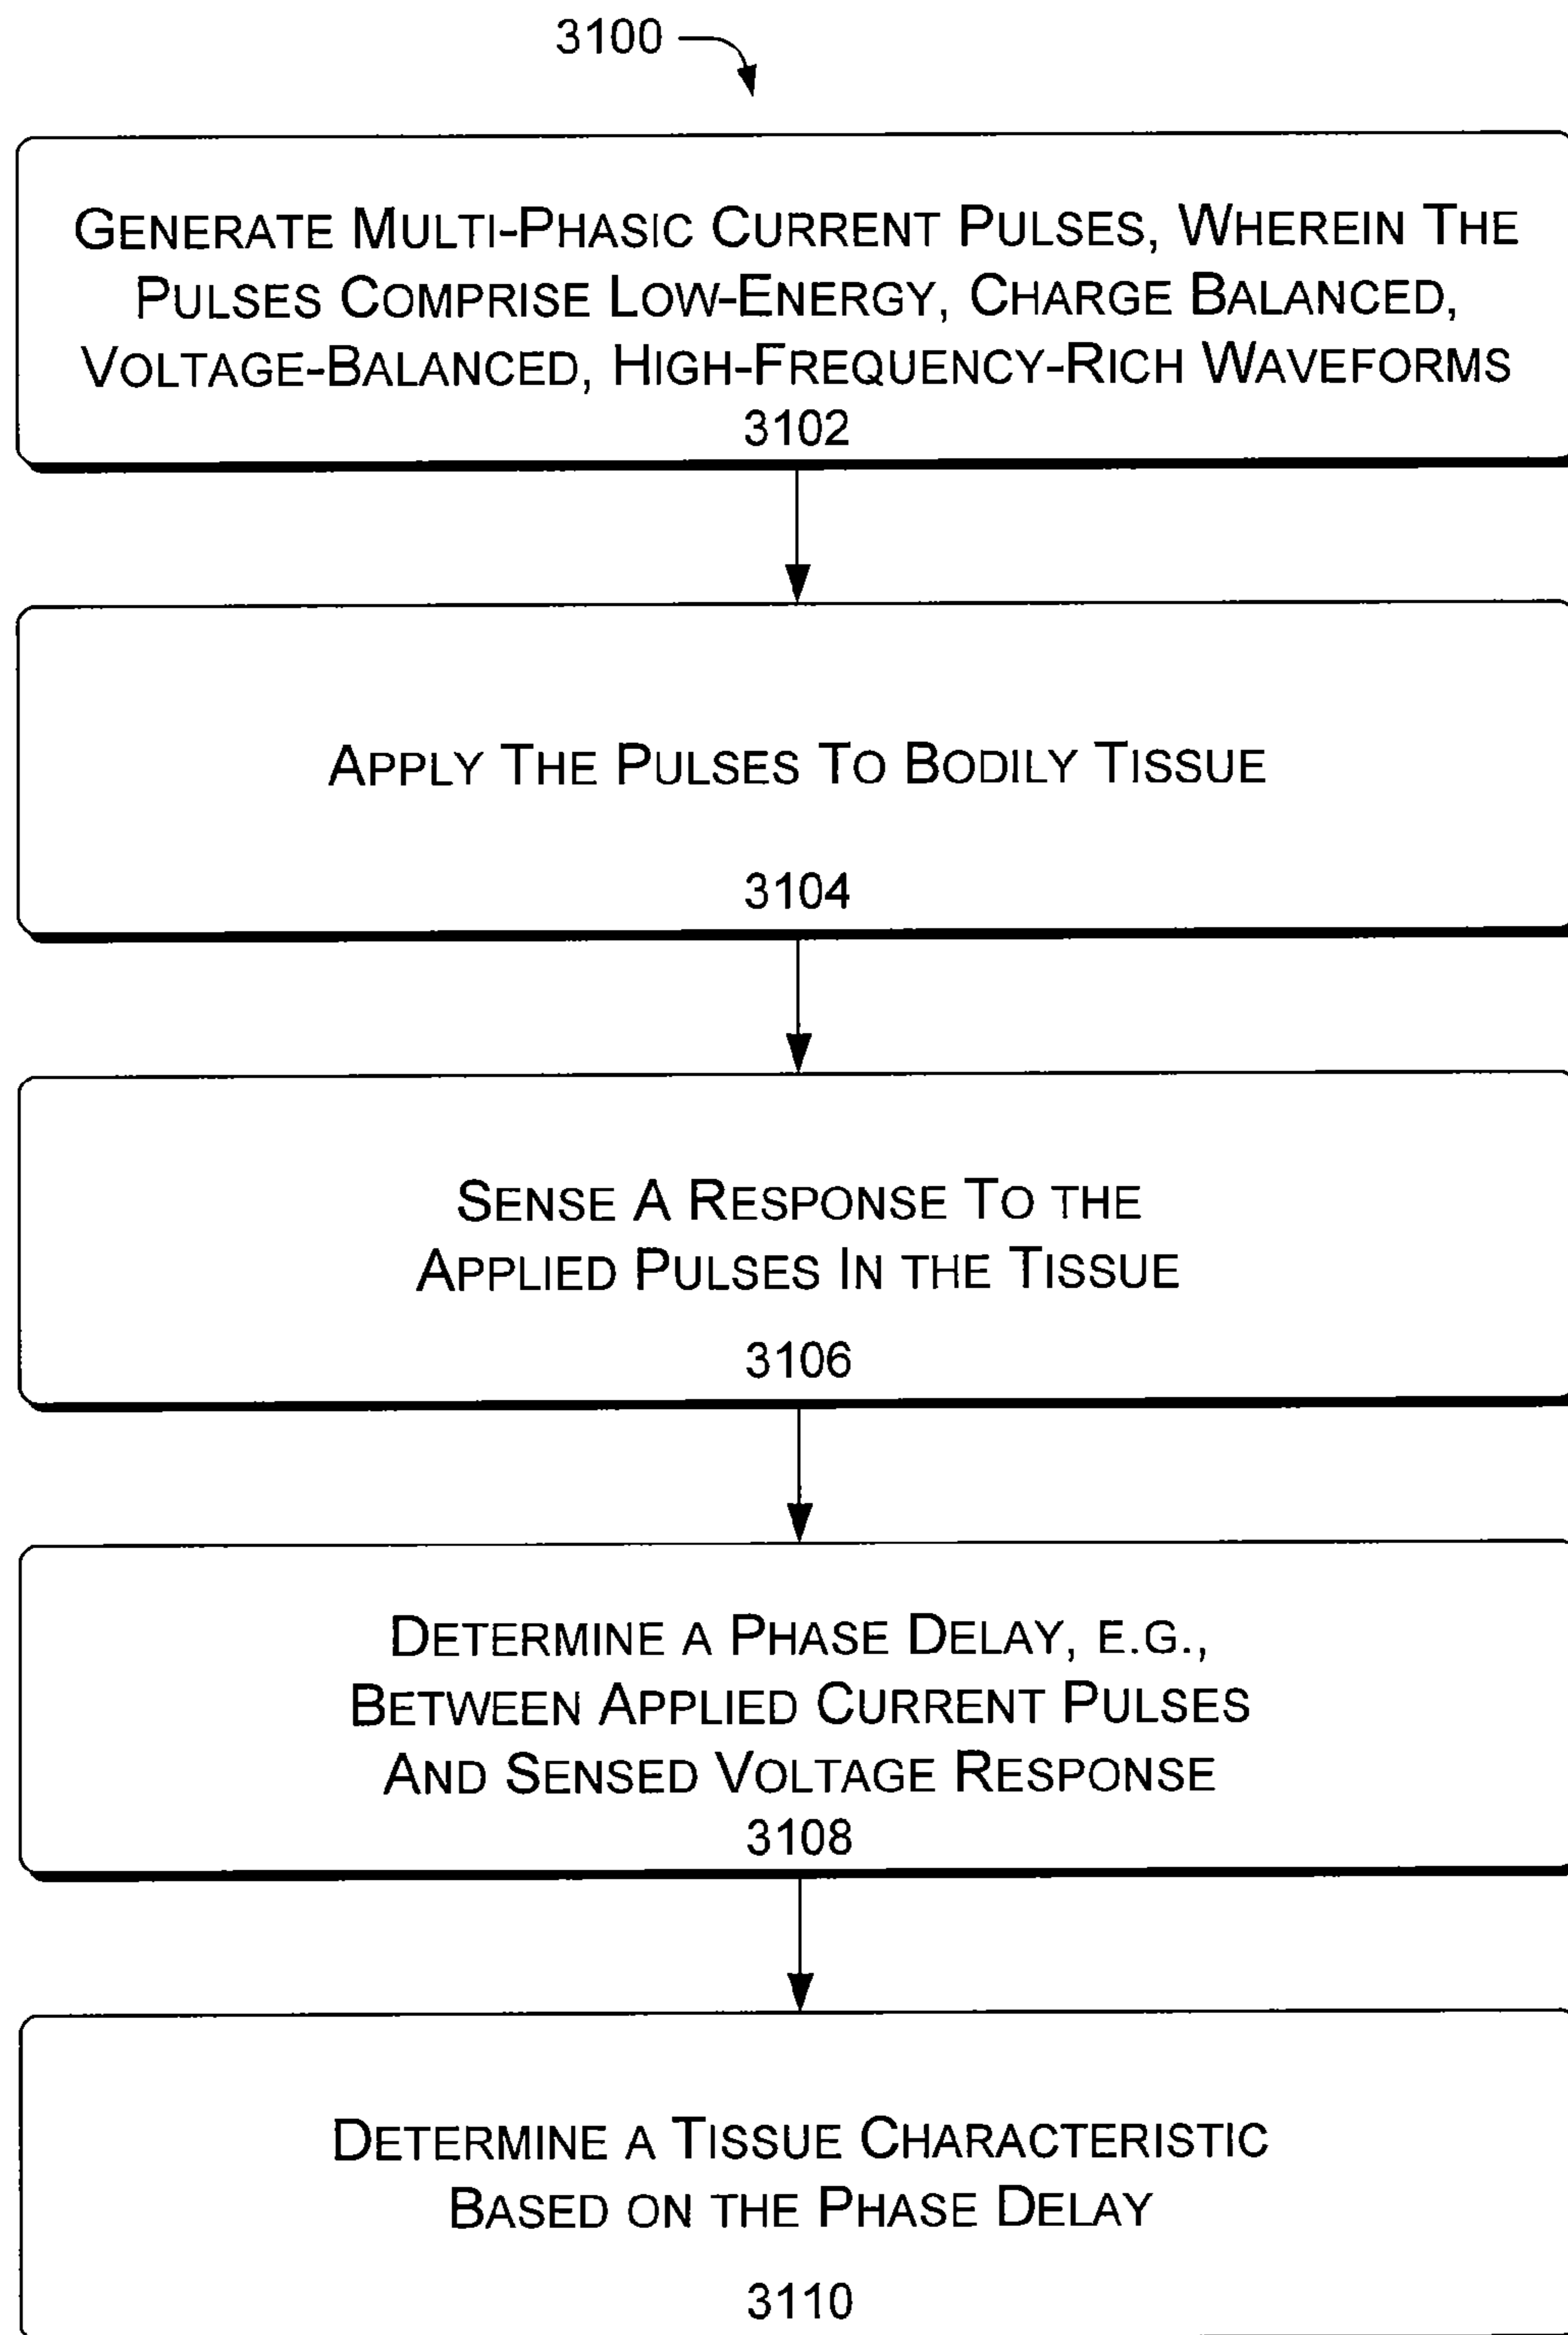 3100
GENERATE MULTI-PHASIC CURRENT PULSES, WHEREIN THE
PULSES COMPRISE LOW-ENERGY, CHARGE BALANCED,
VOLTAGE-BALANCED, HIGH-FREQUENCY-RICH WAVEFORMS
3102
APPLY THE PULSES TO BODILY TISSUE
3104
SENSE A RESPONSE TO THE
APPLIED PULSES IN THE TISSUE
3106
DETERMINE A PHASE DELAY, E.G.,
BETWEEN APPLIED CURRENT PULSES
AND SENSED VOLTAGE RESPONSE
3108
DETERMINE A TISSUE CHARACTERISTIC
BASED ON THE PHASE DELAY
3110